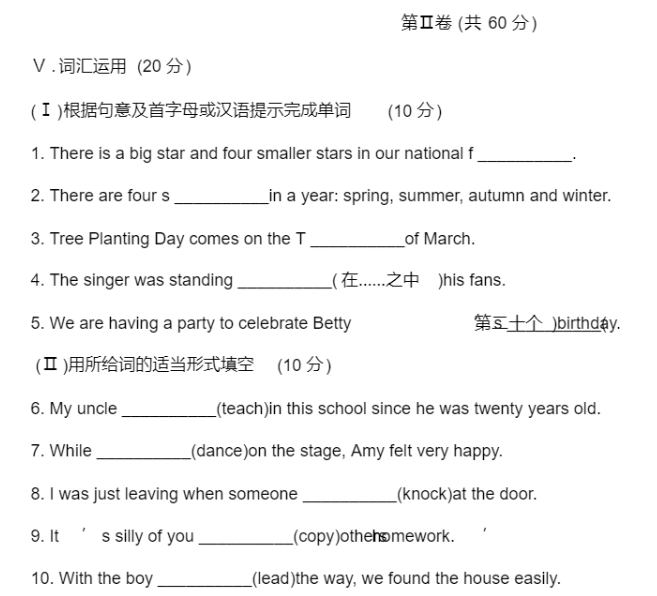 第Ⅱ卷 (共 60 分)
Ⅴ .词汇运用 (20 分)
(Ⅰ)根据句意及首字母或汉语提示完成单词 (10 分)
1. There is a big star and four smaller stars in our national f __________.
2. There are four s __________in a year: spring, summer, autumn and winter.
3. Tree Planting Day comes on the T __________of March.
4. The singer was standing __________( 在……之中 )his fans.
5. We are having a party to celebrate Betty 十个 )birthday.
(Ⅱ)用所给词的适当形式填空 (10 分)
6. My uncle __________(teach)in this school since he was twenty years old.
7. While __________(dance)on the stage, Amy felt very happy.
8. I was just leaving when someone __________(knock)at the door.
9. It ′ s silly of you __________(copy)others homework. ′
10. With the boy __________(lead)the way, we found the house easily.